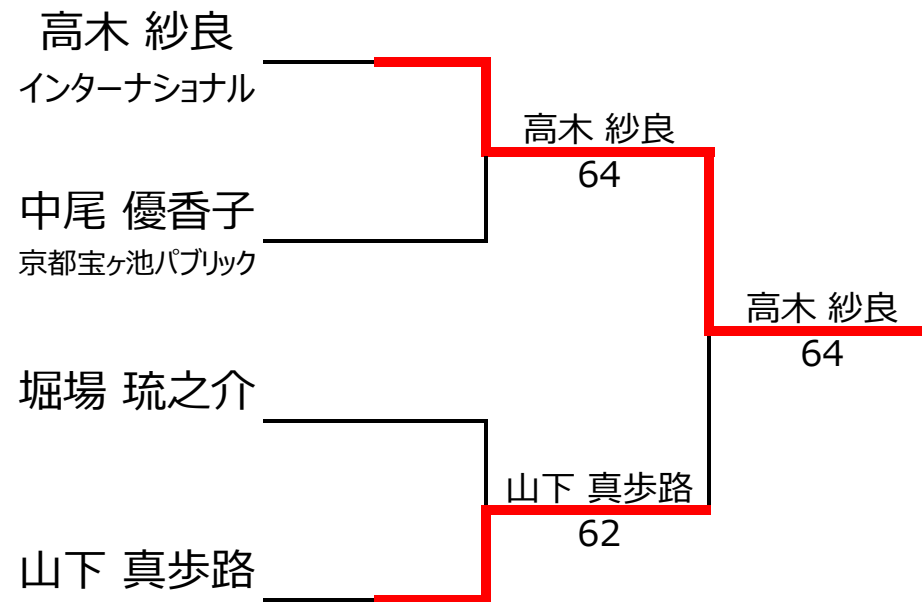 高木 紗良
インターナショナル
高木 紗良
64
中尾 優香子
京都宝ヶ池パブリック
高木 紗良
64
堀場 琉之介
山下 真歩路
62
山下 真歩路